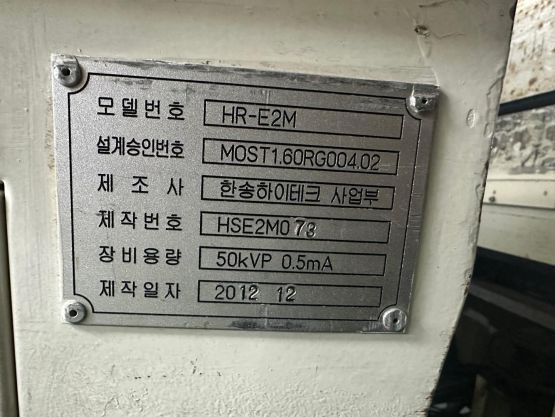 모델번호 HR-E2M
설계승인번호 MOST1.60RG004.02
제 조 사 한송하이테크 사업부
제작번호 HSE2M073
장비용량 50kVP 0.5mA
제작일자 2012 12